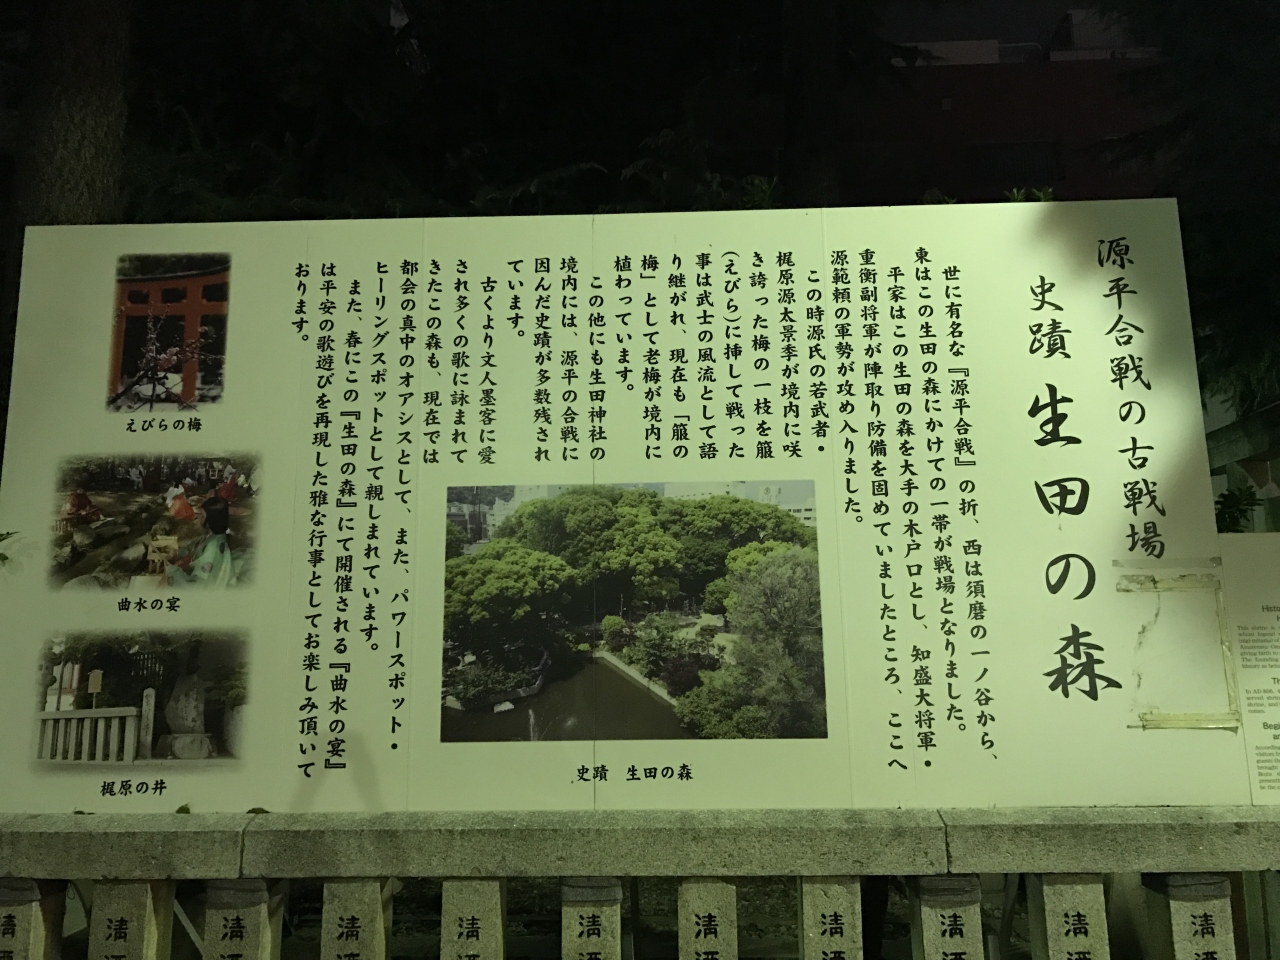 源平合戦の古戦場
史蹟 生田の森
世に有名な『源平合戦』の折、西は須磨の一ノ谷から、
東はこの生田の森にかけての一帯が戦場となりました。
平家はこの生田の森を大手の木戸口とし、知盛大将軍・
重衡副将軍が陣取り防備を固めていましたところ、ここへ
源範頼の軍勢が攻め入りました。
この時源氏の若武者・
梶原源太景季が境内に咲
き誇った梅の一枝を箙
(えびら)に挿して戦った
事は武士の風流として語
り継がれ、現在も「箙の
梅」として老梅が境内に
植わっています。
この他にも生田神社の
境内には、源平の合戦に
因んだ史蹟が多数残され
ています。
古くより文人墨客に愛
され多くの歌に詠まれて
きたこの森も、現在では
都会の真中のオアシスとして、また、パワースポット・
ヒーリングスポットとして親しまれています。
また、春にこの『生田の森』にて開催される『曲水の宴』
は平安の歌遊びを再現した雅な行事としてお楽しみ頂いて
おります。
史蹟 生田の森
えびらの梅
曲水の宴
梶原の井
清酒
清酒
清酒
清酒
清酒
清酒
清酒
清酒
清酒
清酒
清酒